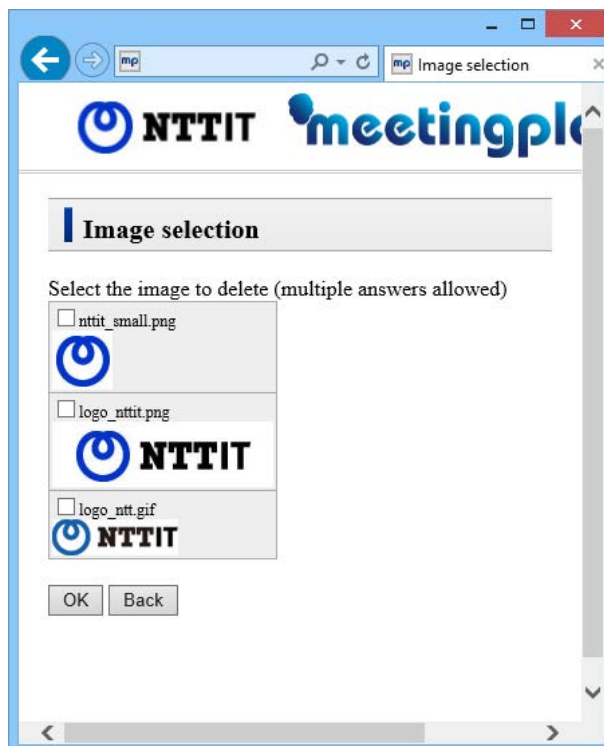 mp
mp Image selection
NTTIT meetingpl
Image selection
Select the image to delete (multiple answers allowed)
nttit_small.png
logo_nttit.png
NTTIT
logo_ntt.gif
NTTIT
OK Back